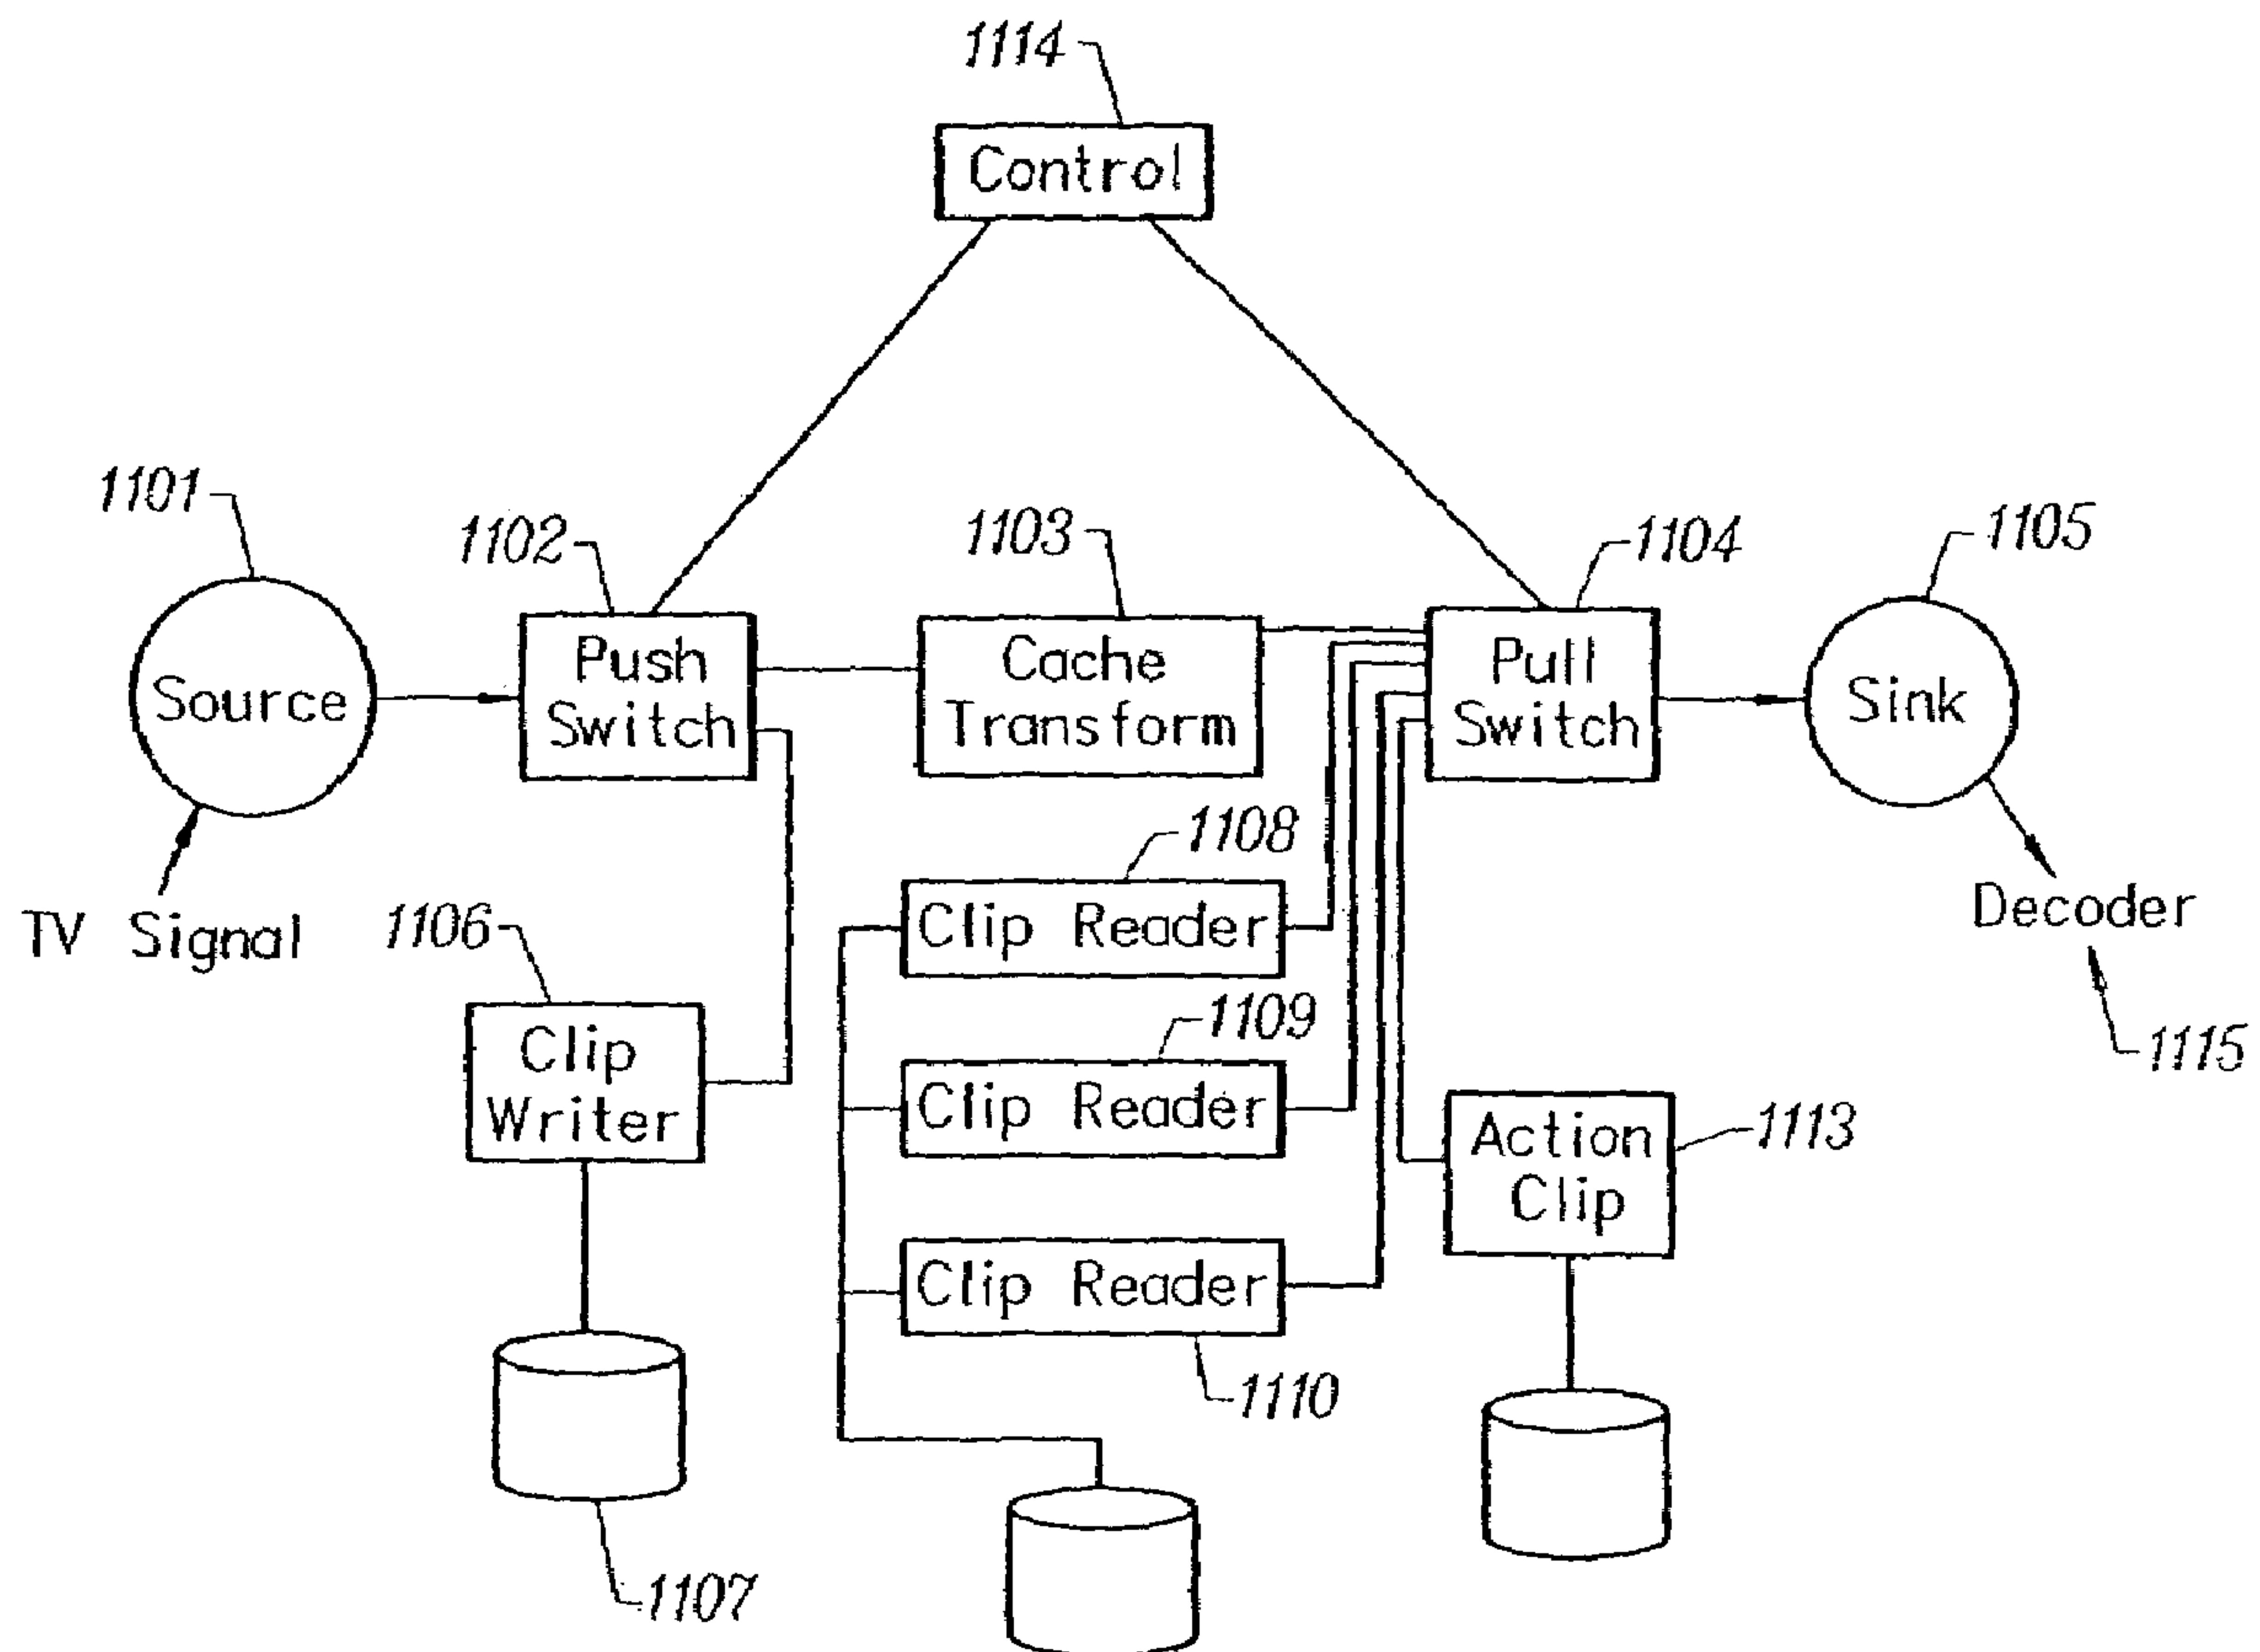 1114
Control
1101
1102
1103
1104
1105
Source
Push
Switch
Cache
Transform
Pull
Switch
Sink
TV Signal
1106
1108
Clip Reader
Decoder
Clip
Writer
1109
Clip Reader
1115
Action
Clip
1113
Clip Reader
1110
1107